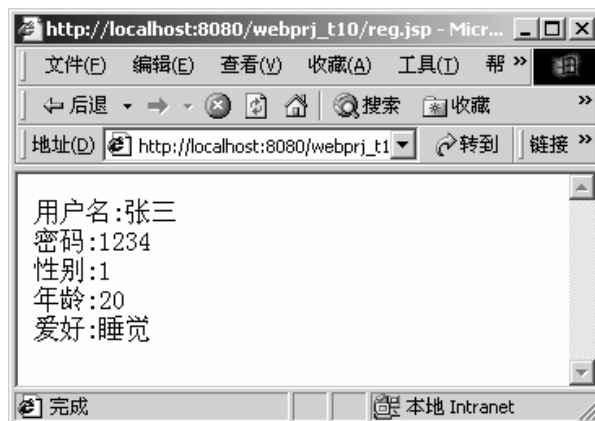 http://localhost:8080/webprj_t10/reg.jsp - Micr...
文件(F) 编辑(E) 查看(V) 收藏(A) 工具(T) 帮 »
后退 搜索 收藏 »
地址(D) http://localhost:8080/webprj_t1 转到 链接 »
用户名:张三
密码:1234
性别:1
年龄:20
爱好:睡觉
完成 本地 Intranet